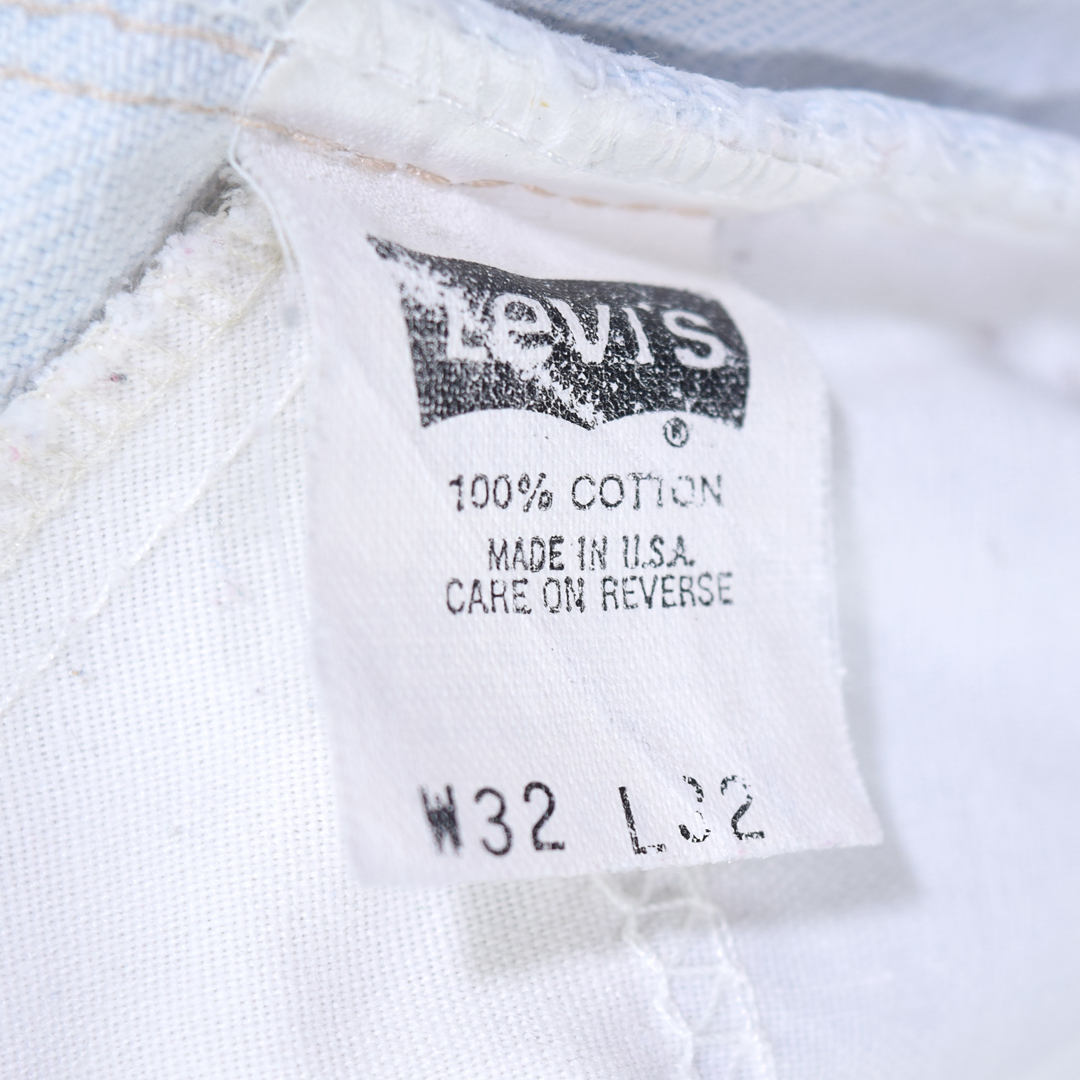 Levi's
®
100% COTTON
MADE IN U.S.A.
CARE ON REVERSE
W32 L32